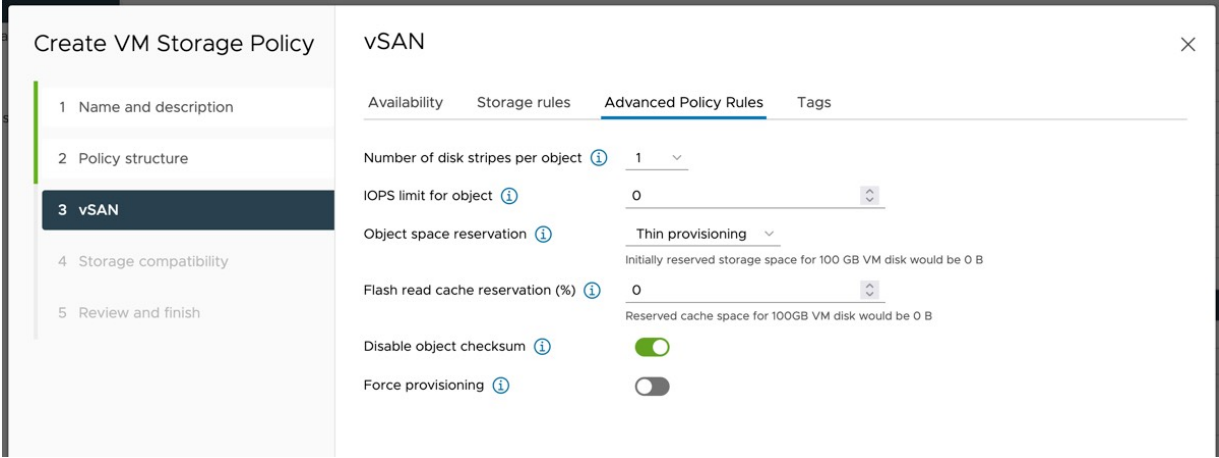 Create VM Storage Policy
1 Name and description
2 Policy structure
3 vSAN
4 Storage compatibility
5 Review and finish
vSAN
Availability Storage rules Advanced Policy Rules Tags
Number of disk stripes per object 1
IOPS limit for object 0
Object space reservation Thin provisioning
Initially reserved storage space for 100 GB VM disk would be 0 B
Flash read cache reservation (%) 0
Reserved cache space for 100GB VM disk would be 0 B
Disable object checksum
Force provisioning